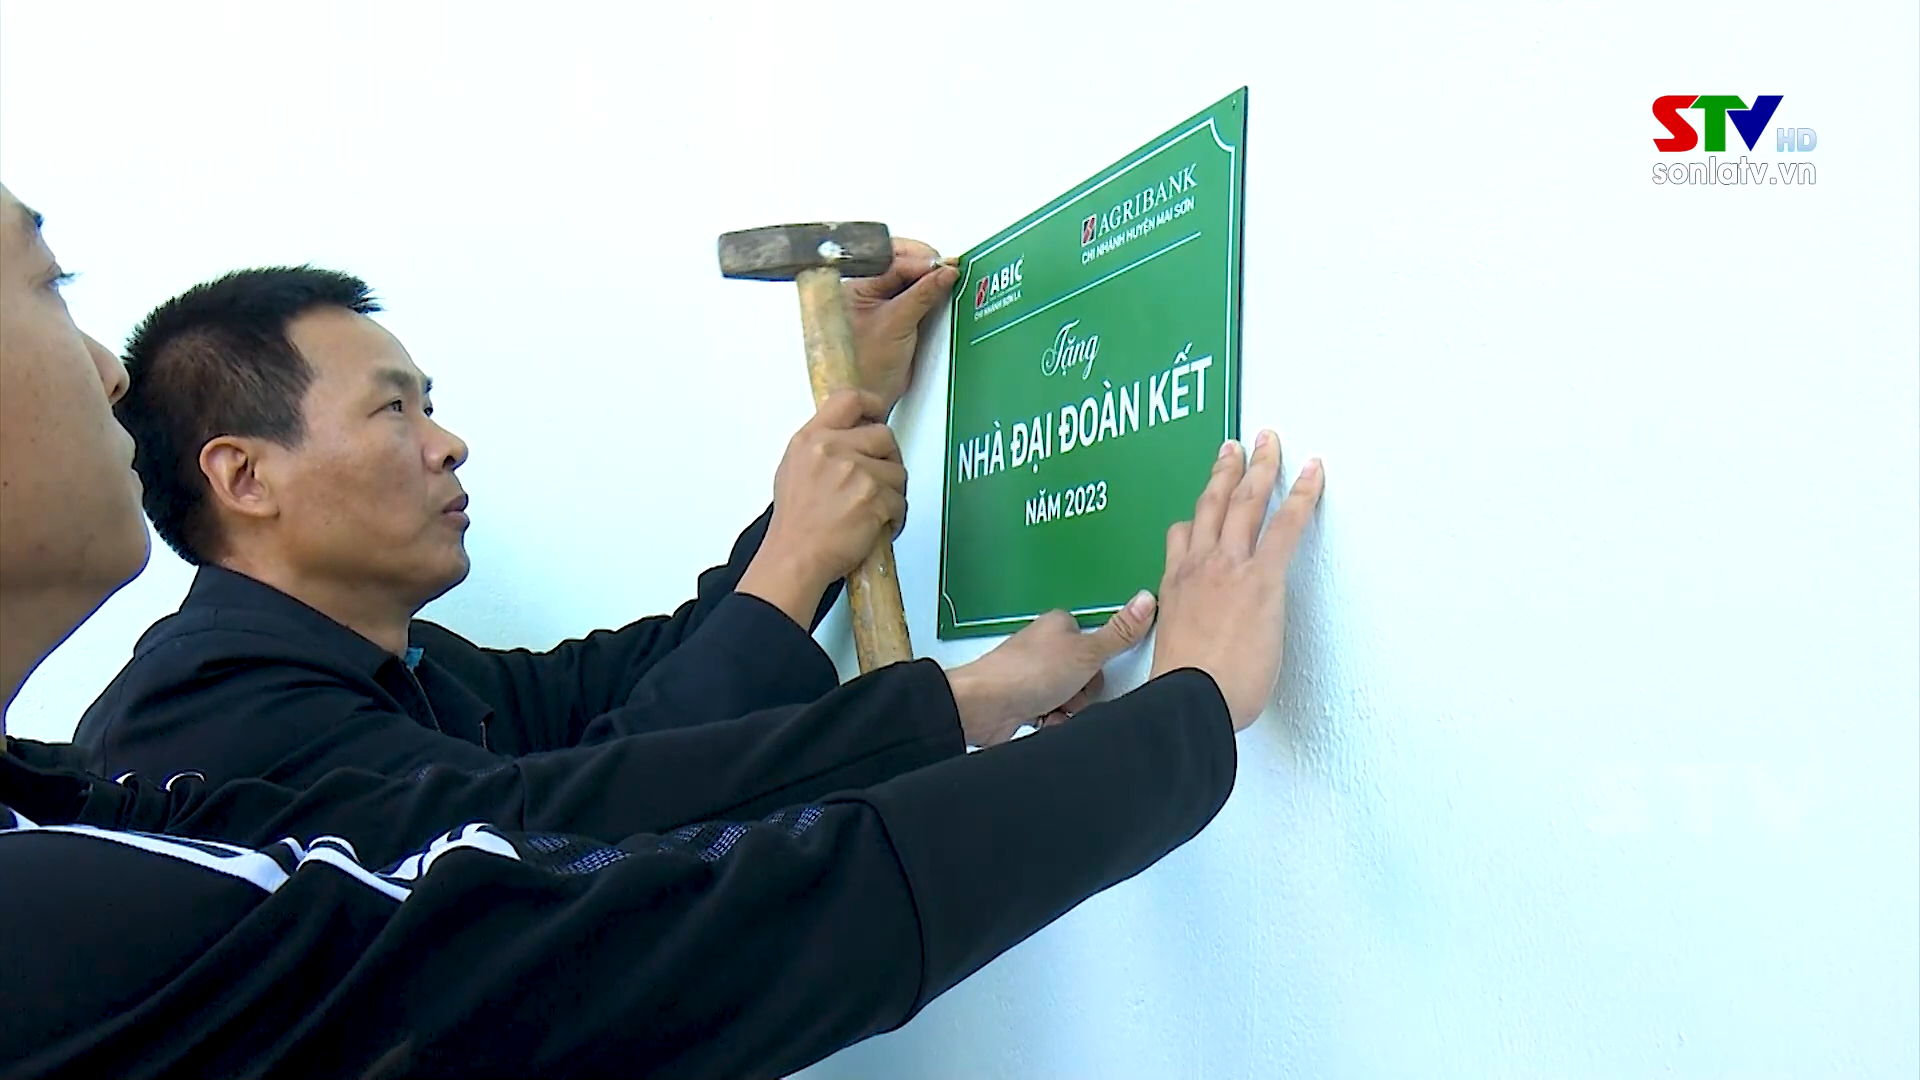 STV HD
sonlatv.vn
AGRIBANK
CHI NHÁNH HUYỆN MAI SƠN
ABIC
CHI NHÁNH SƠN LA
Tặng
NHÀ ĐẠI ĐOÀN KẾT
NĂM 2023